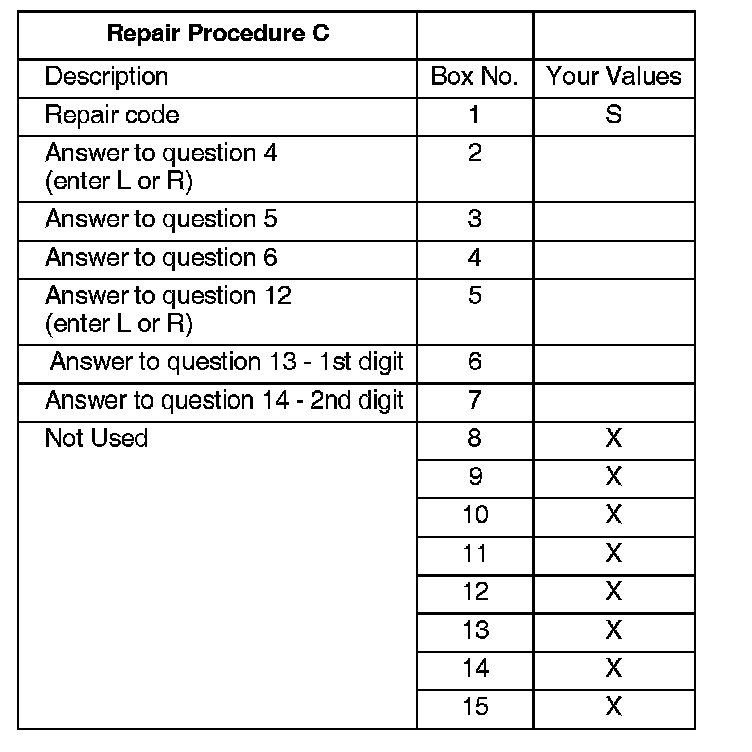 Repair Procedure C
Description Box No. Your Values
Repair code 1 S
Answer to question 4 2
(enter L or R)
Answer to question 5 3
Answer to question 6 4
Answer to question 12 5
(enter L or R)
Answer to question 13 - 1st digit 6
Answer to question 14 - 2nd digit 7
Not Used 8 X
9 X
10 X
11 X
12 X
13 X
14 X
15 X